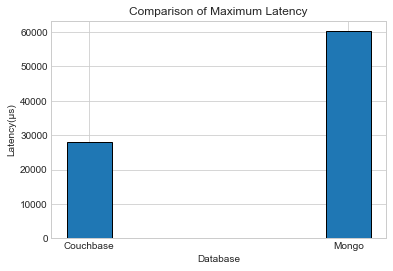 Comparison of Maximum Latency
60000
50000
40000
30000
20000
10000
0
Latency(μs)
Couchbase
Mongo
Database